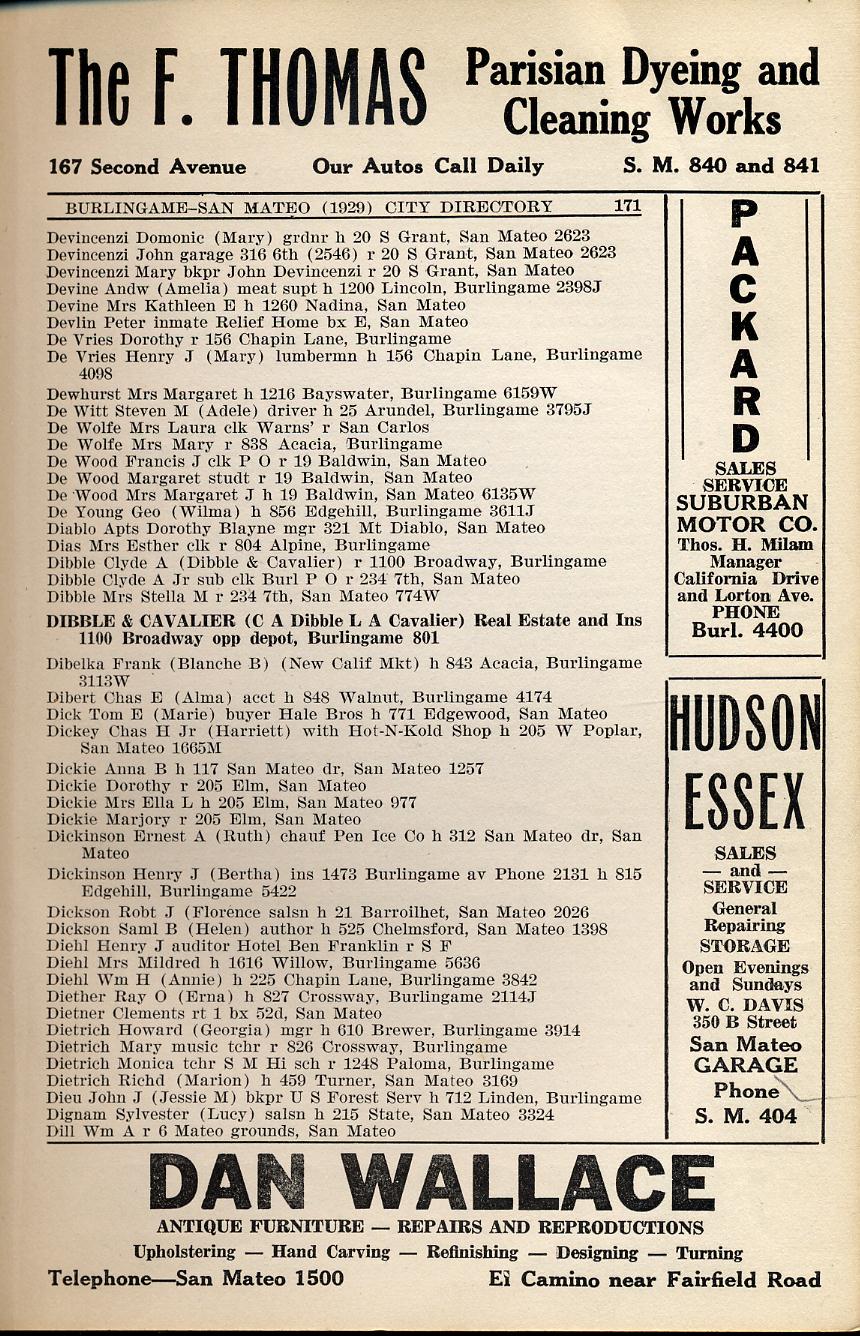 The F. THOMAS
Parisian Dyeing and
Cleaning Works
167 Second Avenue Our Autos Call Daily S. M. 840 and 841
BURLINGAME–SAN MATEO (1929) CITY DIRECTORY 171
Devincenzi Domonic (Mary) grdnr h 20 S Grant, San Mateo 2623
Devincenzi John garage 316 6th (2546) r 20 S Grant, San Mateo 2623
Devincenzi Mary bkpr John Devincenzi r 20 S Grant, San Mateo
Devine Andw (Amelia) meat supt h 1200 Lincoln, Burlingame 2398J
Devine Mrs Kathleen E h 1260 Nadina, San Mateo
Devlin Peter inmate Relief Home bx E, San Mateo
De Vries Dorothy r 156 Chapin Lane, Burlingame
De Vries Henry J (Mary) lumbermn h 156 Chapin Lane, Burlingame
4098
Dewhurst Mrs Margaret h 1216 Bayswater, Burlingame 6159W
De Witt Steven M (Adele) driver h 25 Arundel, Burlingame 3795J
De Wolfe Mrs Laura clk Warns' r San Carlos
De Wolfe Mrs Mary r 838 Acacia, Burlingame
De Wood Francis J clk P O r 19 Baldwin, San Mateo
De Wood Margaret studt r 19 Baldwin, San Mateo
De Wood Mrs Margaret J h 19 Baldwin, San Mateo 6135W
De Young Geo (Wilma) h 856 Edgehill, Burlingame 3611J
Diablo Apts Dorothy Blayne mgr 321 Mt Diablo, San Mateo
Dias Mrs Esther clk r 804 Alpine, Burlingame
Dibble Clyde A (Dibble & Cavalier) r 1100 Broadway, Burlingame
Dibble Clyde A Jr sub clk Burl P O r 234 7th, San Mateo
Dibble Mrs Stella M r 234 7th, San Mateo 774W
DIBBLE & CAVALIER (C A Dibble L A Cavalier) Real Estate and Ins
1100 Broadway opp depot, Burlingame 801
Dibelka Frank (Blanche B) (New Calif Mkt) h 843 Acacia, Burlingame
3113W
Dibert Chas E (Alma) acct h 848 Walnut, Burlingame 4174
Dick Tom E (Marie) buyer Hale Bros h 771 Edgewood, San Mateo
Dickey Chas H Jr (Harriett) with Hot-N-Kold Shop h 205 W Poplar,
San Mateo 1665M
Dickie Anna B h 117 San Mateo dr, San Mateo 1257
Dickie Dorothy r 205 Elm, San Mateo
Dickie Mrs Ella L h 205 Elm, San Mateo 977
Dickie Marjory r 205 Elm, San Mateo
Dickinson Ernest A (Ruth) chauf Pen Ice Co h 312 San Mateo dr, San
Mateo
Dickinson Henry J (Bertha) ins 1473 Burlingame av Phone 2131 h 815
Edgehill, Burlingame 5422
Dickson Robt J (Florence salsn h 21 Barroilhet, San Mateo 2026
Dickson Saml B (Helen) author h 525 Chelmsford, San Mateo 1398
Diehl Henry J auditor Hotel Ben Franklin r S F
Diehl Mrs Mildred h 1616 Willow, Burlingame 5636
Diehl Wm H (Annie) h 225 Chapin Lane, Burlingame 3842
Diether Ray O (Erna) h 827 Crossway, Burlingame 2114J
Dietner Clements rt 1 bx 52d, San Mateo
Dietrich Howard (Georgia) mgr h 610 Brewer, Burlingame 3914
Dietrich Mary music tchr r 826 Crossway, Burlingame
Dietrich Monica tchr S M Hi sch r 1248 Paloma, Burlingame
Dietrich Richd (Marion) h 459 Turner, San Mateo 3169
Dieu John J (Jessie M) bkpr U S Forest Serv h 712 Linden, Burlingame
Dignam Sylvester (Lucy) salsn h 215 State, San Mateo 3324
Dill Wm A r 6 Mateo grounds, San Mateo
PACKARD
SALES
SERVICE
SUBURBAN
MOTOR CO.
Thos. H. Milam
Manager
California Drive
and Lorton Ave.
PHONE
Burl. 4400
HUDSON
ESSEX
SALES
— and —
SERVICE
General
Repairing
STORAGE
Open Evenings
and Sundays
W. C. DAVIS
350 B Street
San Mateo
GARAGE
Phone
S. M. 404
DAN WALLACE
ANTIQUE FURNITURE — REPAIRS AND REPRODUCTIONS
Upholstering — Hand Carving — Refinishing — Designing — Turning
Telephone—San Mateo 1500 El Camino near Fairfield Road